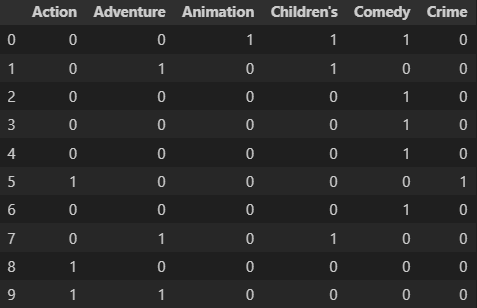 Action Adventure Animation Children's Comedy Crime
0 0 0 1 1 1 0
1 0 1 0 1 0 0
2 0 0 0 0 1 0
3 0 0 0 0 1 0
4 0 0 0 0 1 0
5 1 0 0 0 0 1
6 0 0 0 0 1 0
7 0 1 0 1 0 0
8 1 0 0 0 0 0
9 1 1 0 0 0 0